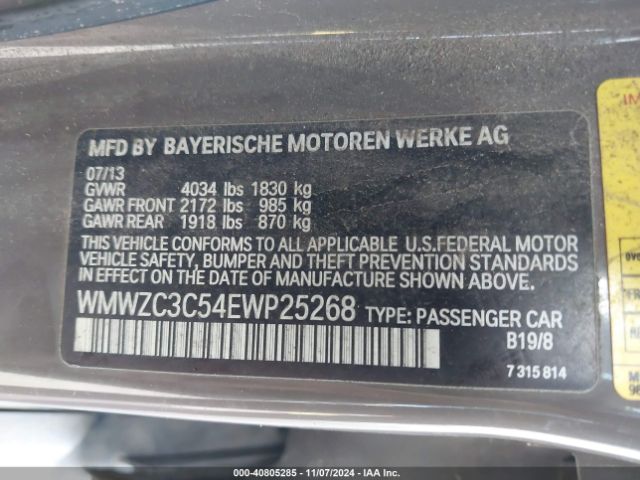 MFD BY BAYERISCHE MOTOREN WERKE AG
07/13
GVWR 4034 lbs 1830 kg
GAWR FRONT 2172 lbs 985 kg
GAWR REAR 1918 lbs 870 kg
THIS VEHICLE CONFORMS TO ALL APPLICABLE U.S.FEDERAL MOTOR
VEHICLE SAFETY, BUMPER AND THEFT PREVENTION STANDARDS
IN EFFECT ON THE DATE OF MANUFACTURE SHOWN ABOVE.
WMWZC3C54EWP25268 TYPE: PASSENGER CAR
B19/8
7 315 814
000-40805285 - 11/07/2024 - IAA, Inc.